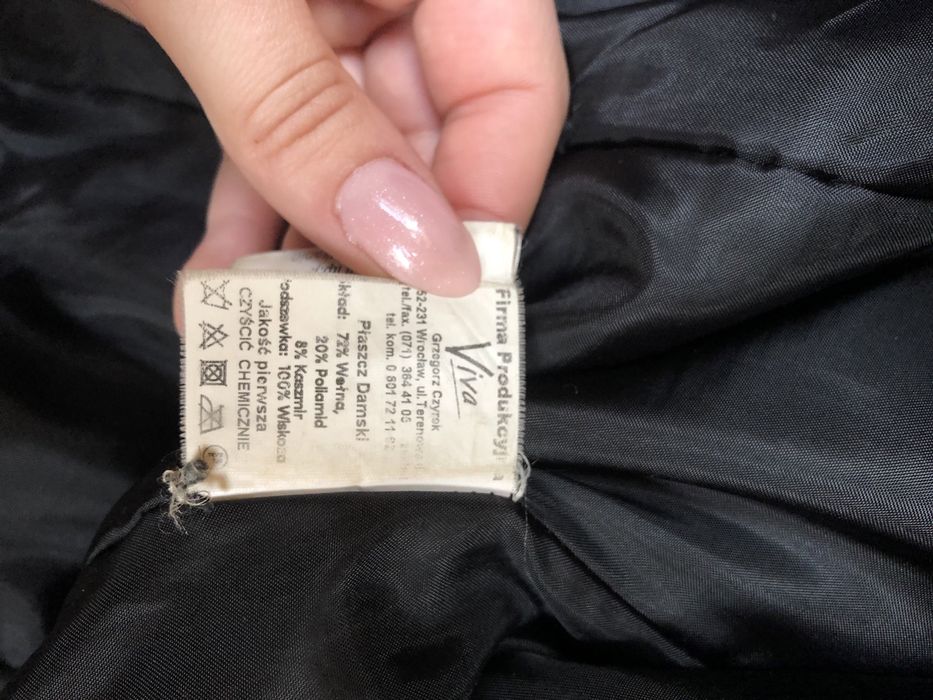 Firma Produkcyjna
Viva
Grzegorz Czyrek
52-231 Wrocław, ul. Terenowa
tel./fax. (071) 364 41 06
tel. kom. 0 601 72 11
Płaszcz Damski
skład: 72% Wełna,
20% Poliamid
8% Kaszmir
Podszewka: 100% Wiskoza
Jakość pierwsza
CZYŚCIĆ CHEMICZNIE
P